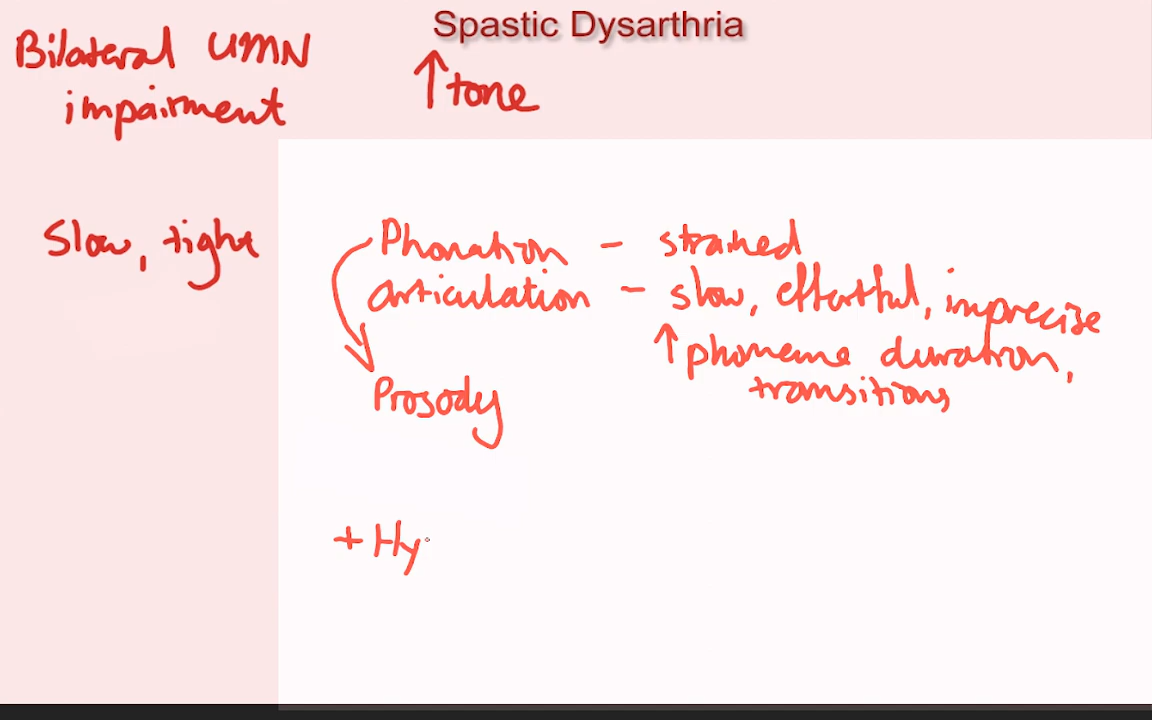 Spastic Dysarthria
Bilateral UMN
impairment
↑ tone
Slow, tight
Phonation - strained
articulation - slow, effortful, imprecise
↑ phoneme duration,
transitions
Prosody
+ Hy